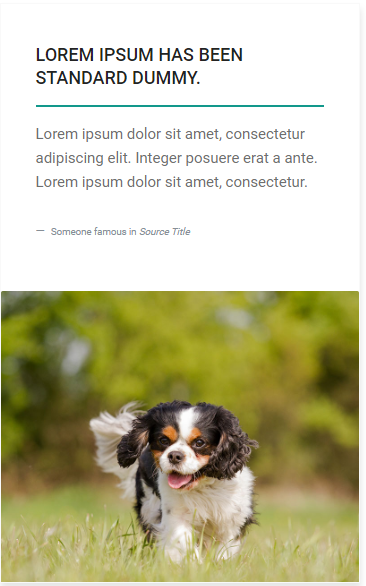 LOREM IPSUM HAS BEEN
STANDARD DUMMY.
Lorem ipsum dolor sit amet, consectetur
adipiscing elit. Integer posuere erat a ante.
Lorem ipsum dolor sit amet, consectetur.
— Someone famous in Source Title